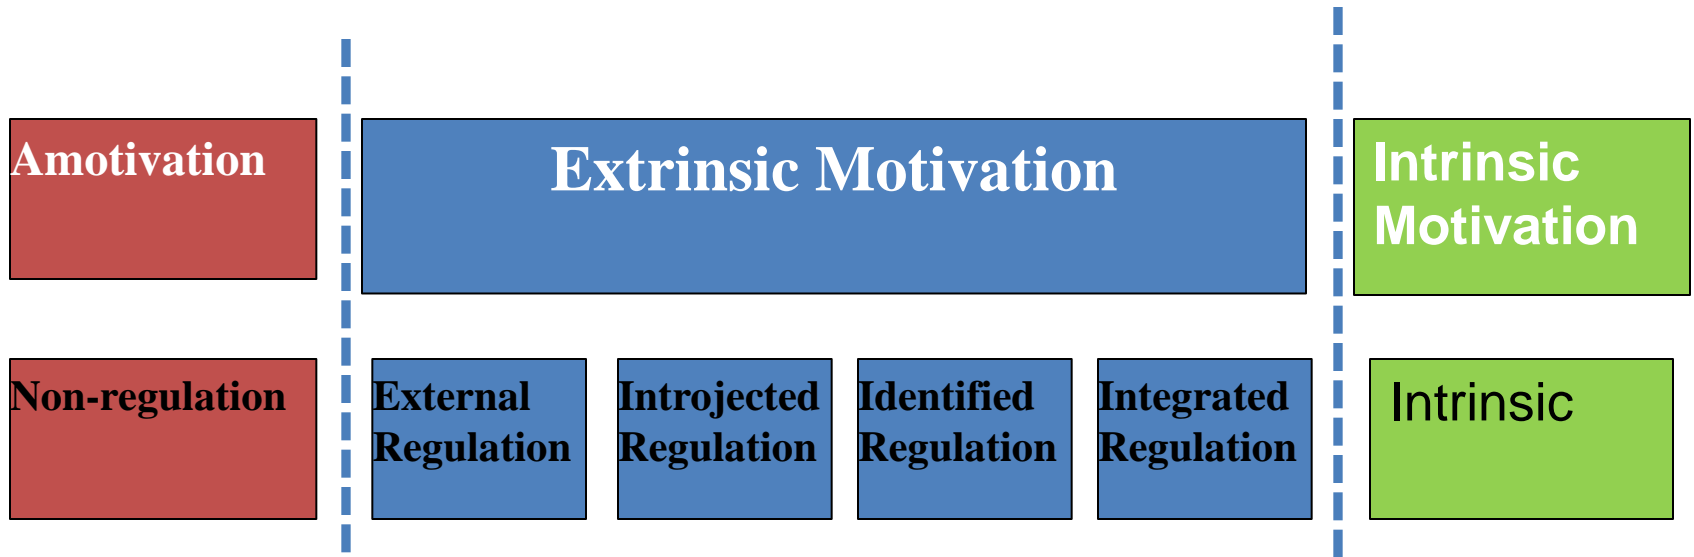 Amotivation
Extrinsic Motivation
Intrinsic
Motivation
Non-regulation
External
Regulation
Introjected
Regulation
Identified
Regulation
Integrated
Regulation
Intrinsic